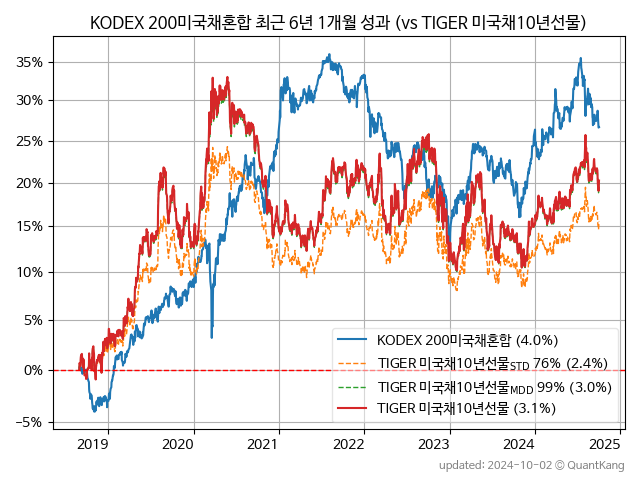 KODEX 200미국채혼합 최근 6년 1개월 성과 (vs TIGER 미국채10년선물)
35%
30%
25%
20%
15%
10%
5%
0%
−5%
KODEX 200미국채혼합 (4.0%)
TIGER 미국채10년선물STD 76% (2.4%)
TIGER 미국채10년선물MDD 99% (3.0%)
TIGER 미국채10년선물 (3.1%)
2019 2020 2021 2022 2023 2024 2025
updated: 2024-10-02 © QuantKang